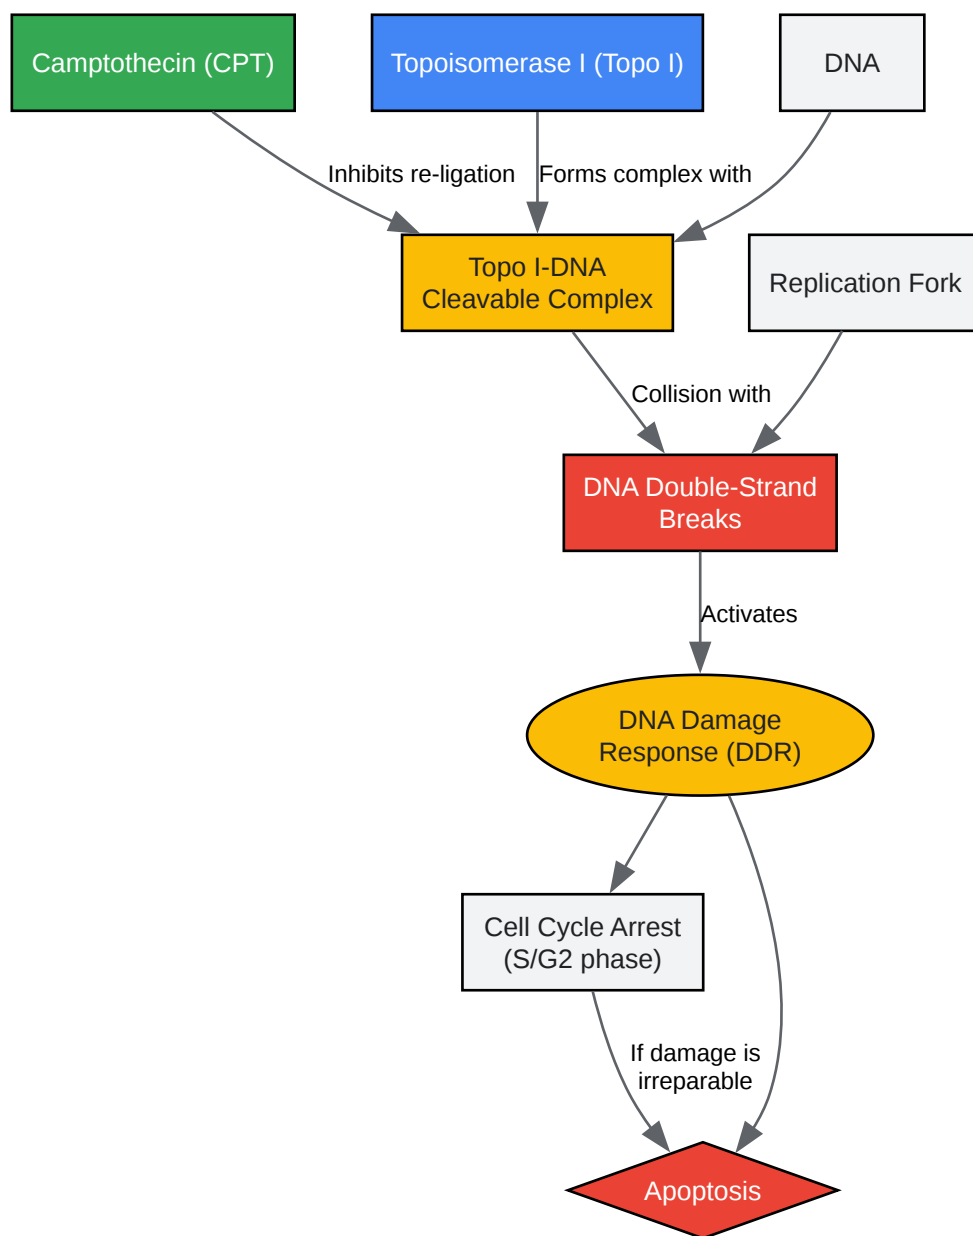 Camptothecin (CPT)
Topoisomerase I (Topo I)
DNA
Inhibits re-ligation
Forms complex with
Topo I-DNA
Cleavable Complex
Replication Fork
Collision with
DNA Double-Strand
Breaks
Activates
DNA Damage
Response (DDR)
Cell Cycle Arrest
(S/G2 phase)
If damage is
irreparable
Apoptosis